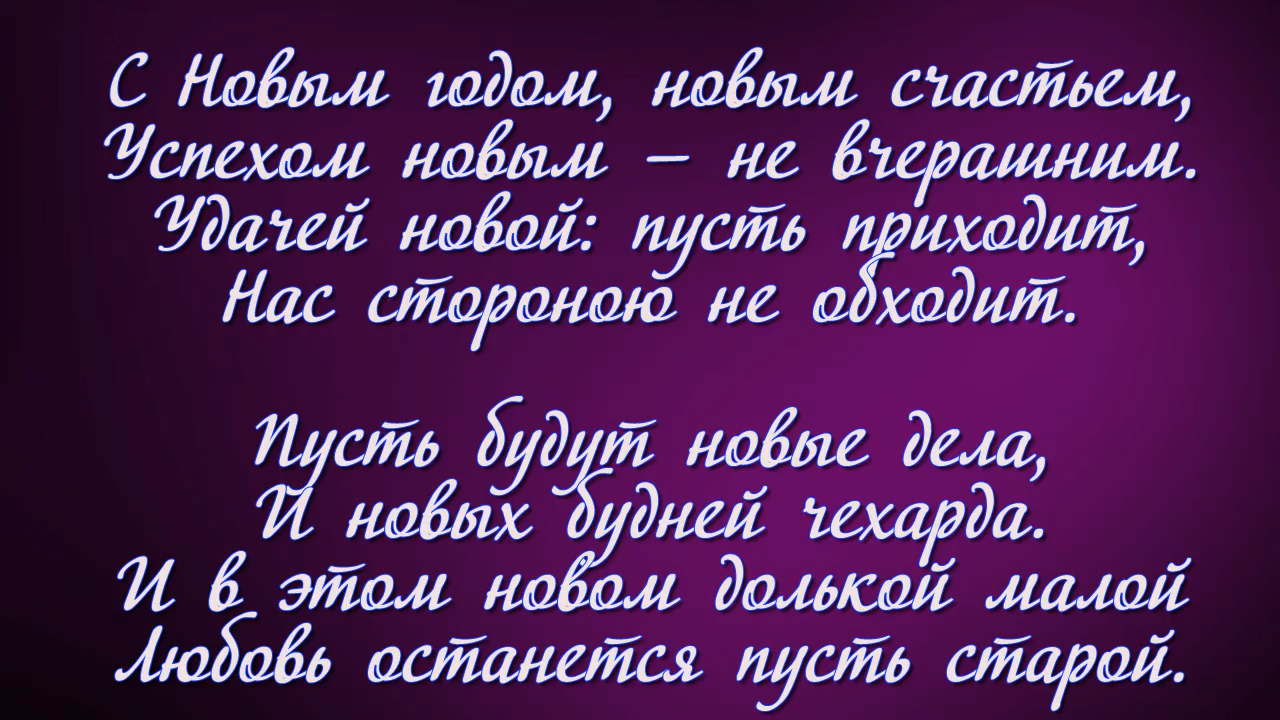 С Новым годом, новым счастьем,
Успехом новым – не вчерашним.
Удачей новой: пусть приходит,
Нас стороною не обходит.
Пусть будут новые дела,
И новых будней чехарда.
И в этом новом долькой малой
Любовь останется пусть старой.